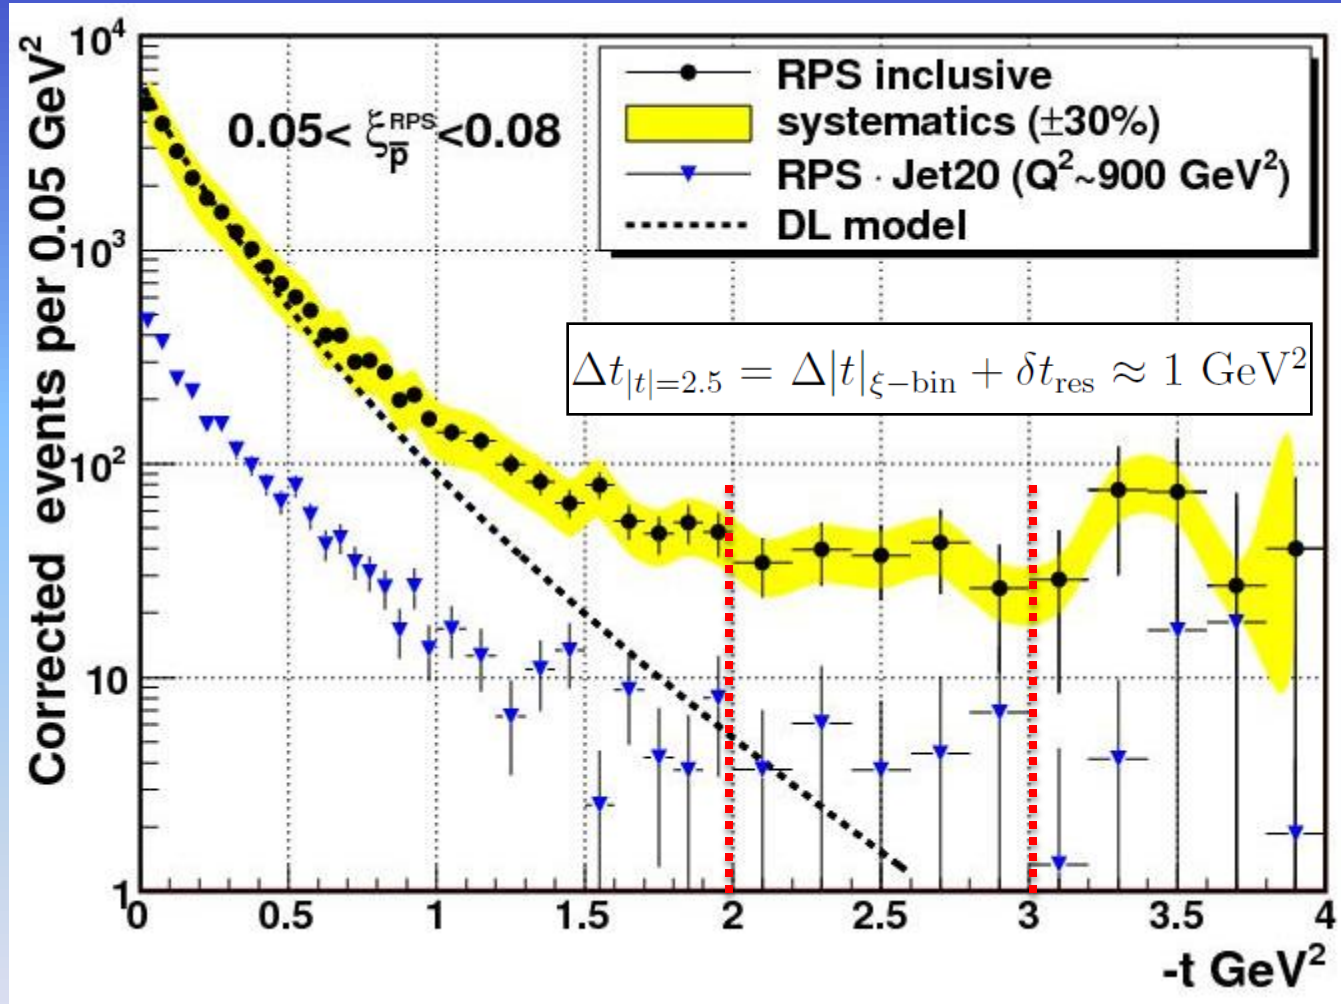 Corrected events per 0.05 GeV²
10⁴
10³
10²
10
1
0.05< ξ_p̅^RPS <0.08
RPS inclusive
systematics (±30%)
RPS · Jet20 (Q²~900 GeV²)
DL model
Δt_{|t|=2.5} = Δ|t|_{ξ−bin} + δt_res ≈ 1 GeV²
0 0.5 1 1.5 2 2.5 3 3.5 4
-t GeV²